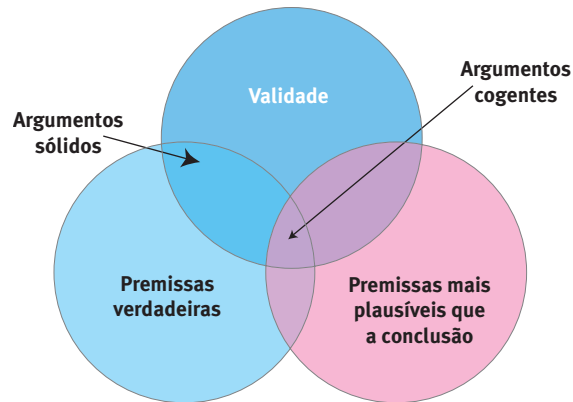 Validade
Argumentos
cogentes
Argumentos
sólidos
Premissas
verdadeiras
Premissas mais
plausíveis que
a conclusão